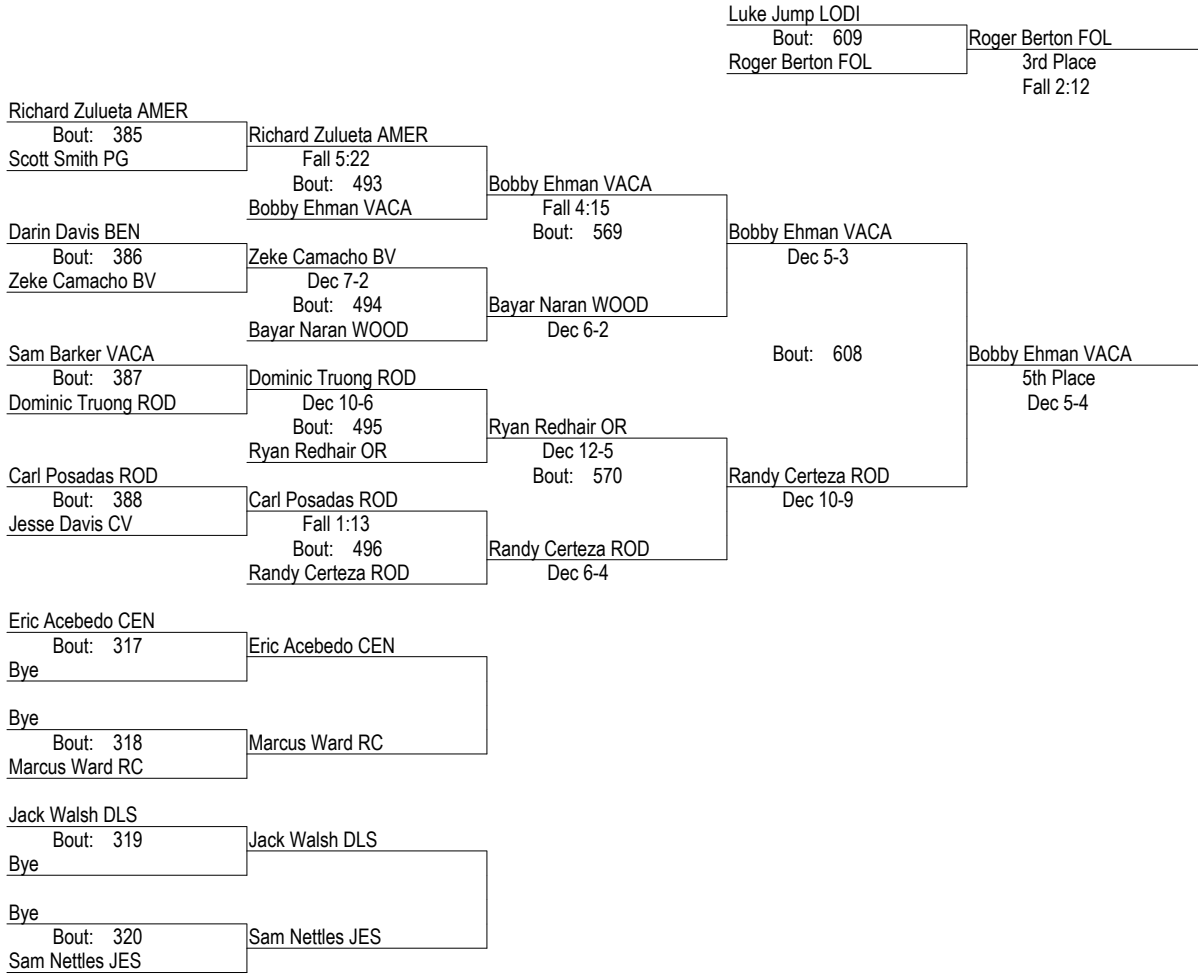 Luke Jump LODI
Bout: 609
Roger Berton FOL
Roger Berton FOL
3rd Place
Fall 2:12
Richard Zulueta AMER
Bout: 385
Scott Smith PG
Richard Zulueta AMER
Fall 5:22
Bout: 493
Bobby Ehman VACA
Bobby Ehman VACA
Fall 4:15
Bout: 569
Darin Davis BEN
Bout: 386
Zeke Camacho BV
Zeke Camacho BV
Dec 7-2
Bout: 494
Bayar Naran WOOD
Bayar Naran WOOD
Dec 6-2
Bobby Ehman VACA
Dec 5-3
Bout: 608
Bobby Ehman VACA
5th Place
Dec 5-4
Sam Barker VACA
Bout: 387
Dominic Truong ROD
Dominic Truong ROD
Dec 10-6
Bout: 495
Ryan Redhair OR
Ryan Redhair OR
Dec 12-5
Bout: 570
Carl Posadas ROD
Bout: 388
Jesse Davis CV
Carl Posadas ROD
Fall 1:13
Bout: 496
Randy Certeza ROD
Randy Certeza ROD
Dec 6-4
Randy Certeza ROD
Dec 10-9
Eric Acebedo CEN
Bout: 317
Bye
Eric Acebedo CEN
Bye
Bout: 318
Marcus Ward RC
Marcus Ward RC
Jack Walsh DLS
Bout: 319
Bye
Jack Walsh DLS
Bye
Bout: 320
Sam Nettles JES
Sam Nettles JES